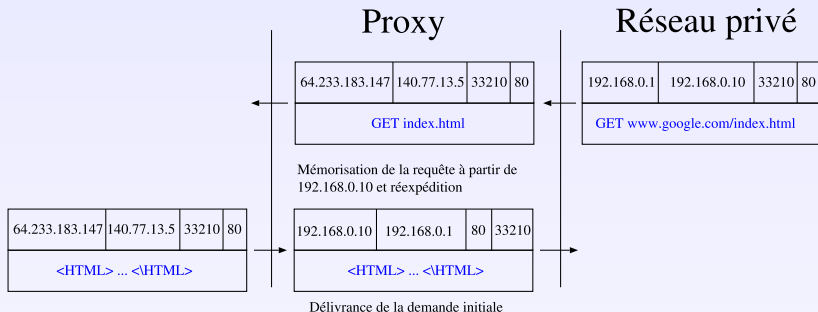 Proxy
Réseau privé
64.233.183.147 140.77.13.5 33210 80
192.168.0.1 192.168.0.10 33210 80
GET index.html
GET www.google.com/index.html
Mémorisation de la requête à partir de
192.168.0.10 et réexpédition
64.233.183.147 140.77.13.5 33210 80
192.168.0.10 192.168.0.1 80 33210
<HTML> ... <\HTML>
<HTML> ... <\HTML>
Délivrance de la demande initiale